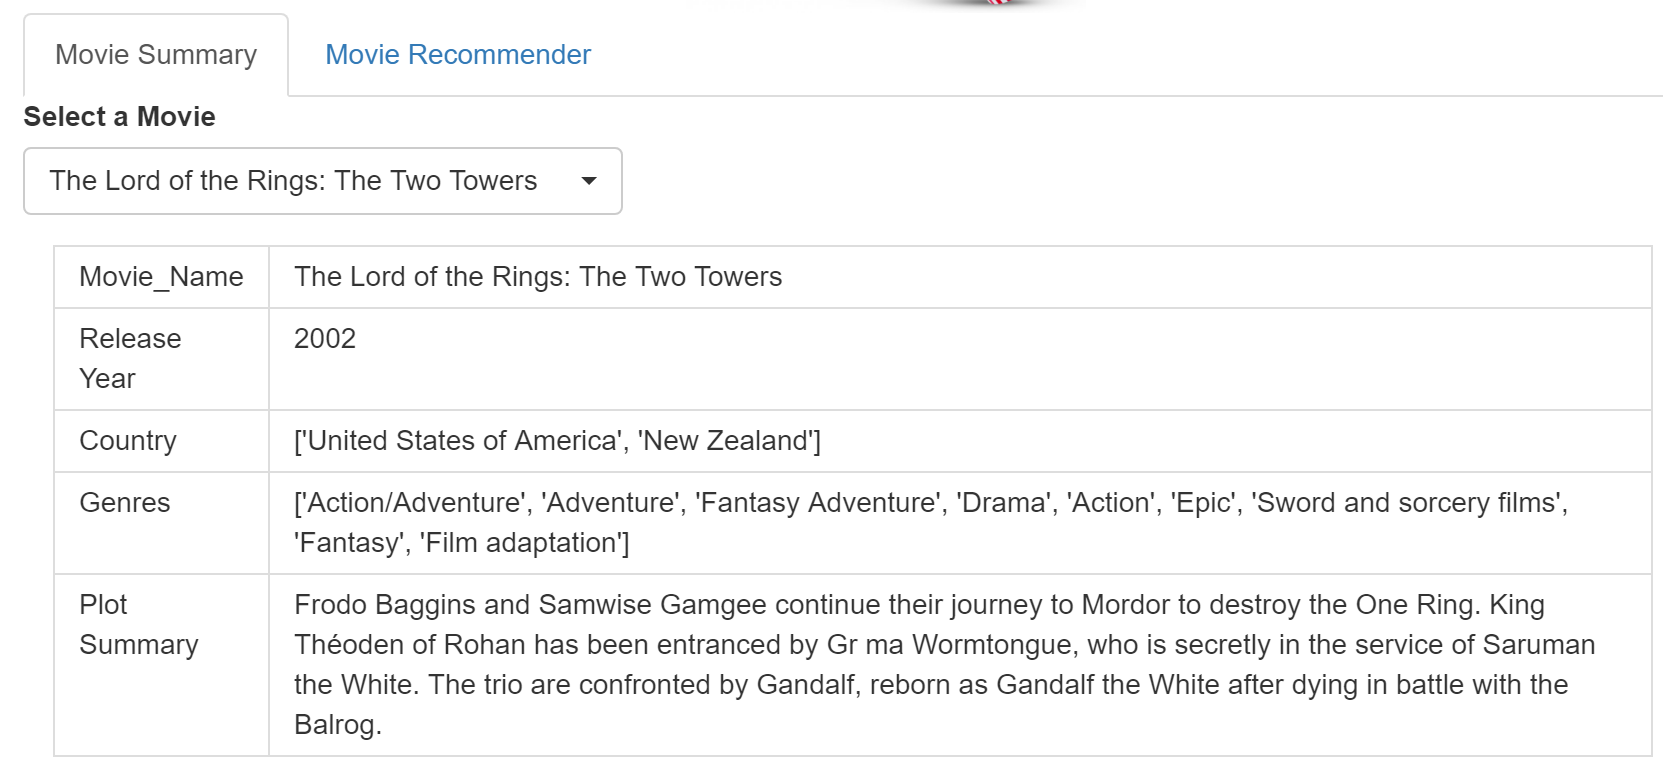 Movie Summary
Movie Recommender
Select a Movie
The Lord of the Rings: The Two Towers
Movie_Name
The Lord of the Rings: The Two Towers
Release
Year
2002
Country
['United States of America', 'New Zealand']
Genres
['Action/Adventure', 'Adventure', 'Fantasy Adventure', 'Drama', 'Action', 'Epic', 'Sword and sorcery films',
'Fantasy', 'Film adaptation']
Plot
Summary
Frodo Baggins and Samwise Gamgee continue their journey to Mordor to destroy the One Ring. King
Théoden of Rohan has been entranced by Gr ma Wormtongue, who is secretly in the service of Saruman
the White. The trio are confronted by Gandalf, reborn as Gandalf the White after dying in battle with the
Balrog.